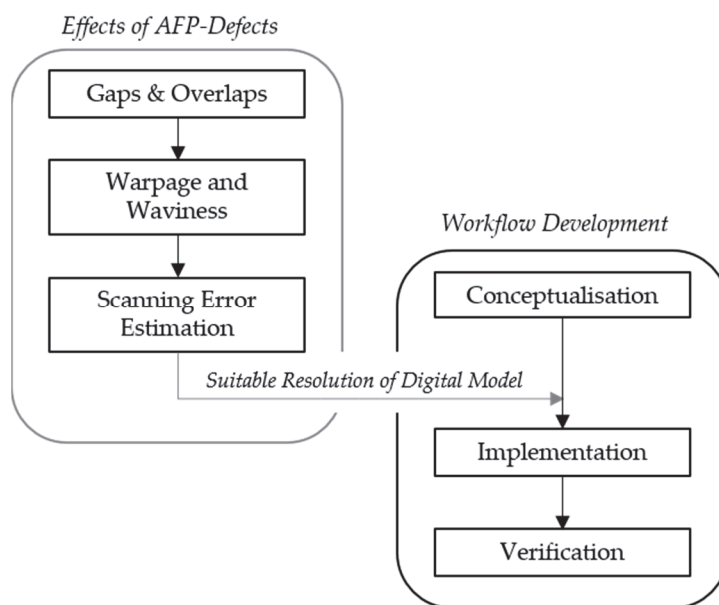 Effects of AFP-Defects
Gaps & Overlaps
Warpage and
Waviness
Scanning Error
Estimation
Workflow Development
Conceptualisation
Suitable Resolution of Digital Model
Implementation
Verification